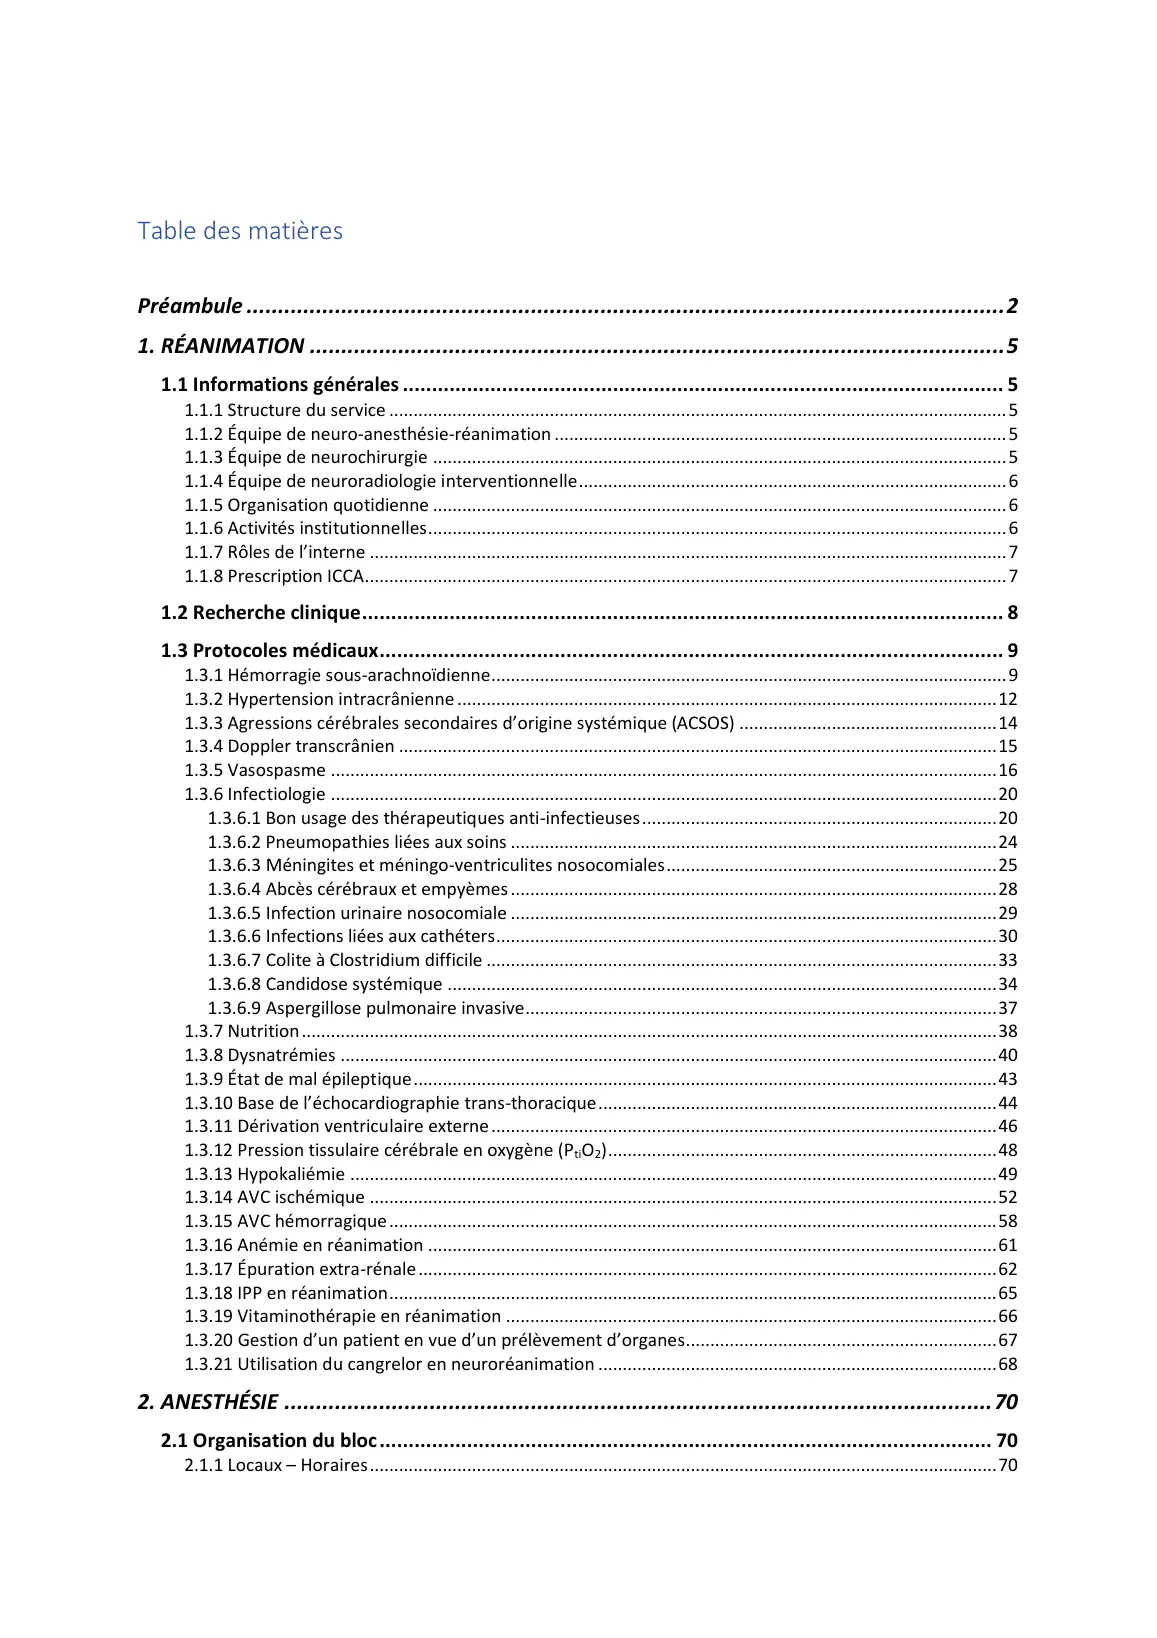 Table des matières
Préambule ........ 2
1. RÉANIMATION ........ 5
1.1 Informations générales ........ 5
1.1.1 Structure du service ........ 5
1.1.2 Équipe de neuro-anesthésie-réanimation ........ 5
1.1.3 Équipe de neurochirurgie ........ 5
1.1.4 Équipe de neuroradiologie interventionnelle ........ 6
1.1.5 Organisation quotidienne ........ 6
1.1.6 Activités institutionnelles ........ 6
1.1.7 Rôles de l’interne ........ 7
1.1.8 Prescription ICCA ........ 7
1.2 Recherche clinique ........ 8
1.3 Protocoles médicaux ........ 9
1.3.1 Hémorragie sous-arachnoïdienne ........ 9
1.3.2 Hypertension intracrânienne ........ 12
1.3.3 Agressions cérébrales secondaires d’origine systémique (ACSOS) ........ 14
1.3.4 Doppler transcrânien ........ 15
1.3.5 Vasospasme ........ 16
1.3.6 Infectiologie ........ 20
1.3.6.1 Bon usage des thérapeutiques anti-infectieuses ........ 20
1.3.6.2 Pneumopathies liées aux soins ........ 24
1.3.6.3 Méningites et méningo-ventriculites nosocomiales ........ 25
1.3.6.4 Abcès cérébraux et empyèmes ........ 28
1.3.6.5 Infection urinaire nosocomiale ........ 29
1.3.6.6 Infections liées aux cathéters ........ 30
1.3.6.7 Colite à Clostridium difficile ........ 33
1.3.6.8 Candidose systémique ........ 34
1.3.6.9 Aspergillose pulmonaire invasive ........ 37
1.3.7 Nutrition ........ 38
1.3.8 Dysnatrémies ........ 40
1.3.9 État de mal épileptique ........ 43
1.3.10 Base de l’échocardiographie trans-thoracique ........ 44
1.3.11 Dérivation ventriculaire externe ........ 46
1.3.12 Pression tissulaire cérébrale en oxygène (PtiO2) ........ 48
1.3.13 Hypokaliémie ........ 49
1.3.14 AVC ischémique ........ 52
1.3.15 AVC hémorragique ........ 58
1.3.16 Anémie en réanimation ........ 61
1.3.17 Épuration extra-rénale ........ 62
1.3.18 IPP en réanimation ........ 65
1.3.19 Vitaminothérapie en réanimation ........ 66
1.3.20 Gestion d’un patient en vue d’un prélèvement d’organes ........ 67
1.3.21 Utilisation du cangrelor en neuroréanimation ........ 68
2. ANESTHÉSIE ........ 70
2.1 Organisation du bloc ........ 70
2.1.1 Locaux – Horaires ........ 70